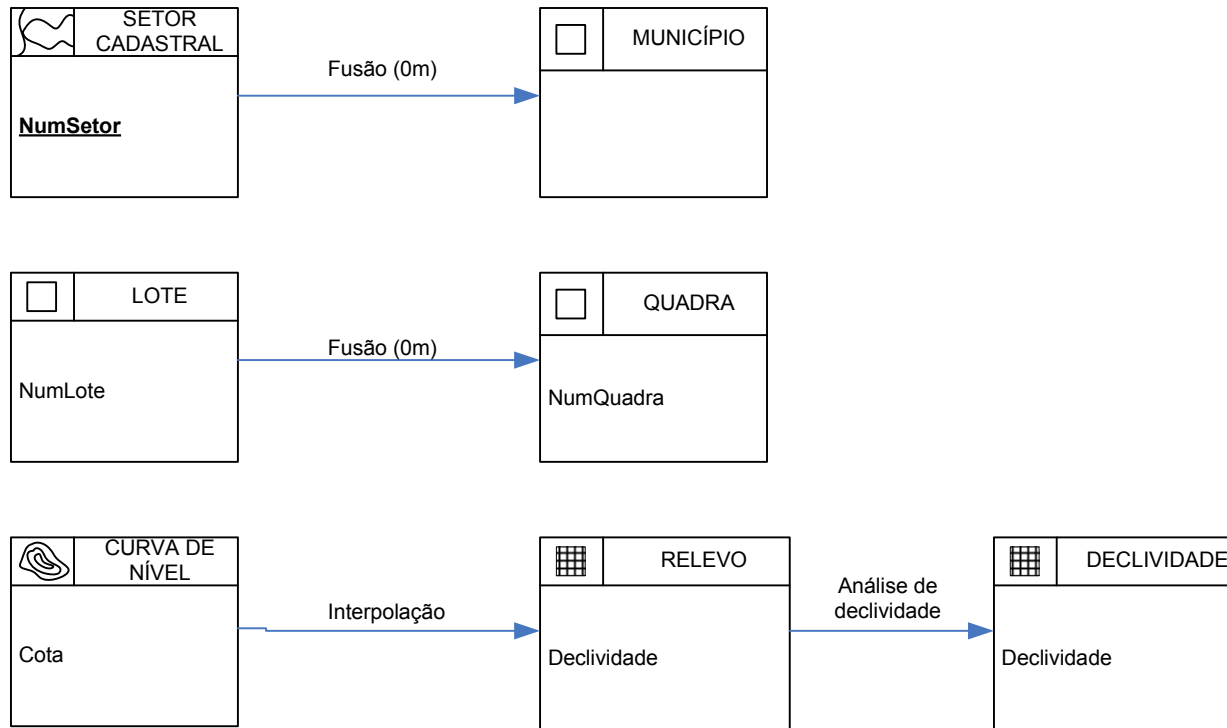 SETOR
CADASTRAL
NumSetor
Fusão (0m)
MUNICÍPIO
LOTE
NumLote
Fusão (0m)
QUADRA
NumQuadra
CURVA DE
NÍVEL
Cota
Interpolação
RELEVO
Declividade
Análise de
declividade
DECLIVIDADE
Declividade